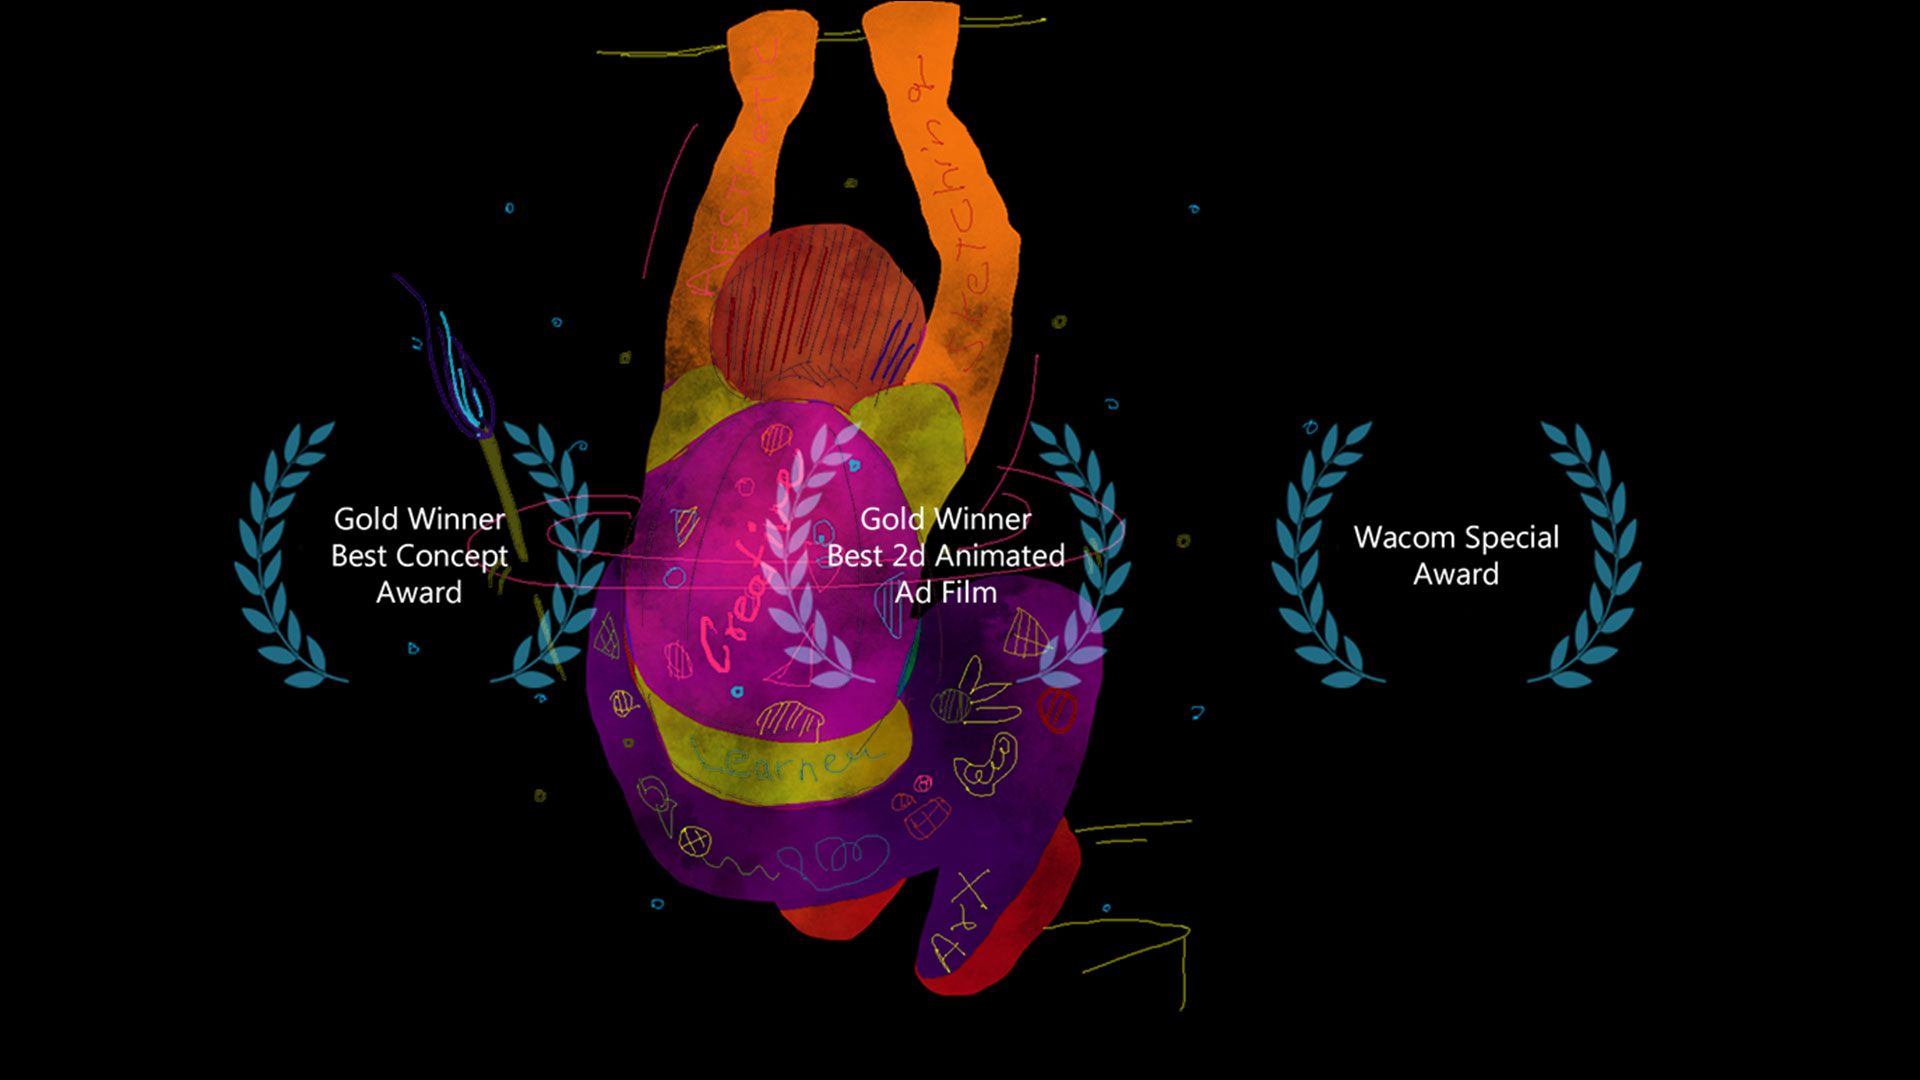 AESTHETIC
sketching
Creative
Gold Winner
Best Concept
Award
Gold Winner
Best 2d Animated
Ad Film
Wacom Special
Award
Learner
Art